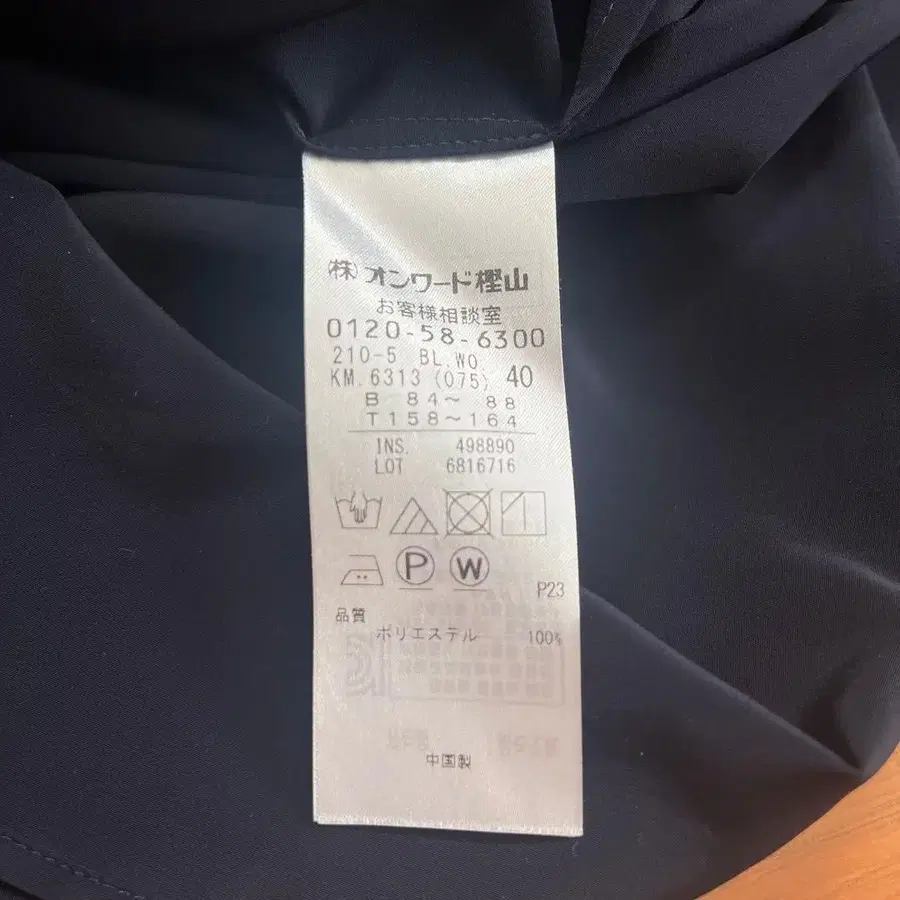 (株)オンワード樫山
お客様相談室
0120-58-6300
210-5 BL.WO.
KM.6313 (075) 40
B 84～ 88
T158～164
INS. 498890
LOT 6816716
P W
P23
品質
ポリエステル 100%
中国製